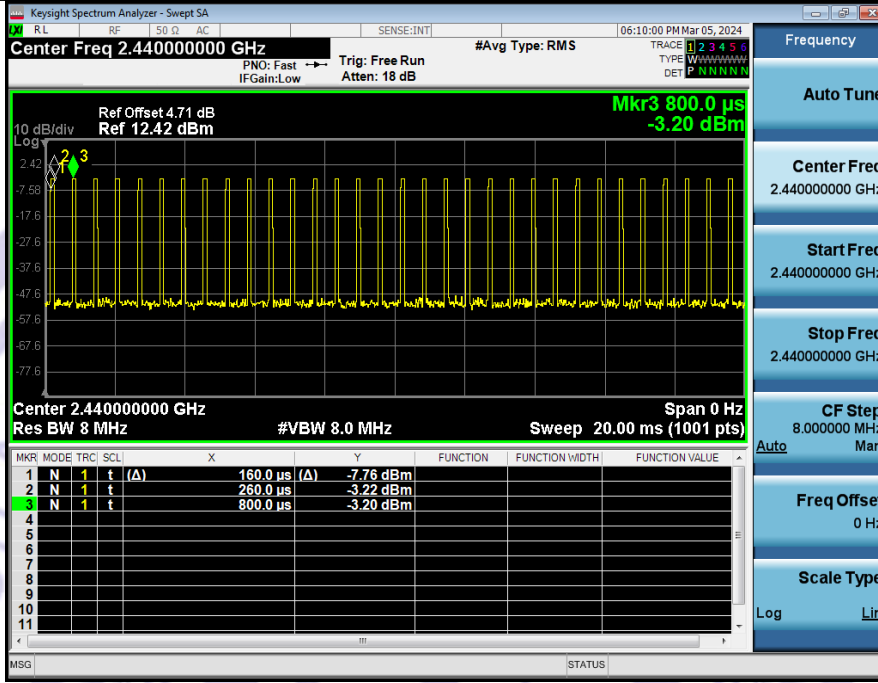 Keysight Spectrum Analyzer - Swept SA
LXI RL RF 50 Ω AC SENSE:INT 06:10:00 PM Mar 05, 2024
Center Freq 2.440000000 GHz
PNO: Fast
IFGain:Low
Trig: Free Run
Atten: 18 dB
#Avg Type: RMS
TRACE 1 2 3 4 5 6
TYPE WWWWWW
DET P N N N N N
Ref Offset 4.71 dB
10 dB/div Ref 12.42 dBm
Log
Mkr3 800.0 µs
-3.20 dBm
2.42
-7.58
-17.6
-27.6
-37.6
-47.6
-57.6
-67.6
-77.6
1 2 3
Center 2.440000000 GHz Span 0 Hz
Res BW 8 MHz #VBW 8.0 MHz Sweep 20.00 ms (1001 pts)
MKR MODE TRC SCL X Y FUNCTION FUNCTION WIDTH FUNCTION VALUE
1 N 1 t (Δ) 160.0 µs (Δ) -7.76 dBm
2 N 1 t 260.0 µs -3.22 dBm
3 N 1 t 800.0 µs -3.20 dBm
4
5
6
7
8
9
10
11
MSG STATUS
Frequency
Auto Tune
Center Freq
2.440000000 GHz
Start Freq
2.440000000 GHz
Stop Freq
2.440000000 GHz
CF Step
8.000000 MHz
Auto Man
Freq Offset
0 Hz
Scale Type
Log Lin